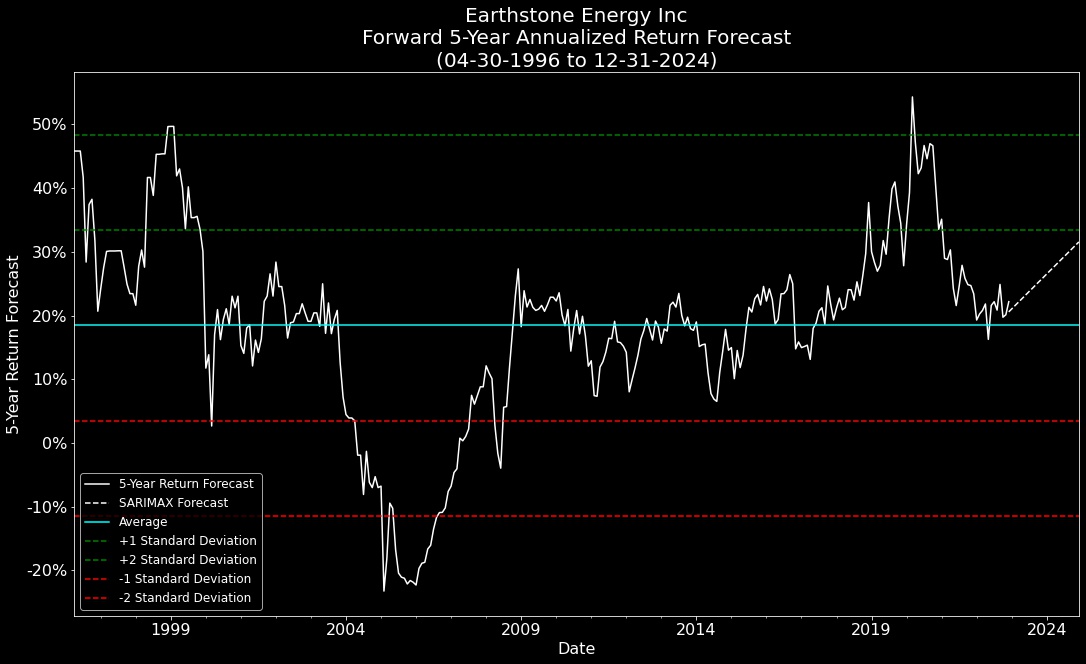 Earthstone Energy Inc
Forward 5-Year Annualized Return Forecast
(04-30-1996 to 12-31-2024)
5-Year Return Forecast
50%
40%
30%
20%
10%
0%
-10%
-20%
5-Year Return Forecast
SARIMAX Forecast
Average
+1 Standard Deviation
+2 Standard Deviation
-1 Standard Deviation
-2 Standard Deviation
1999 2004 2009 2014 2019 2024
Date